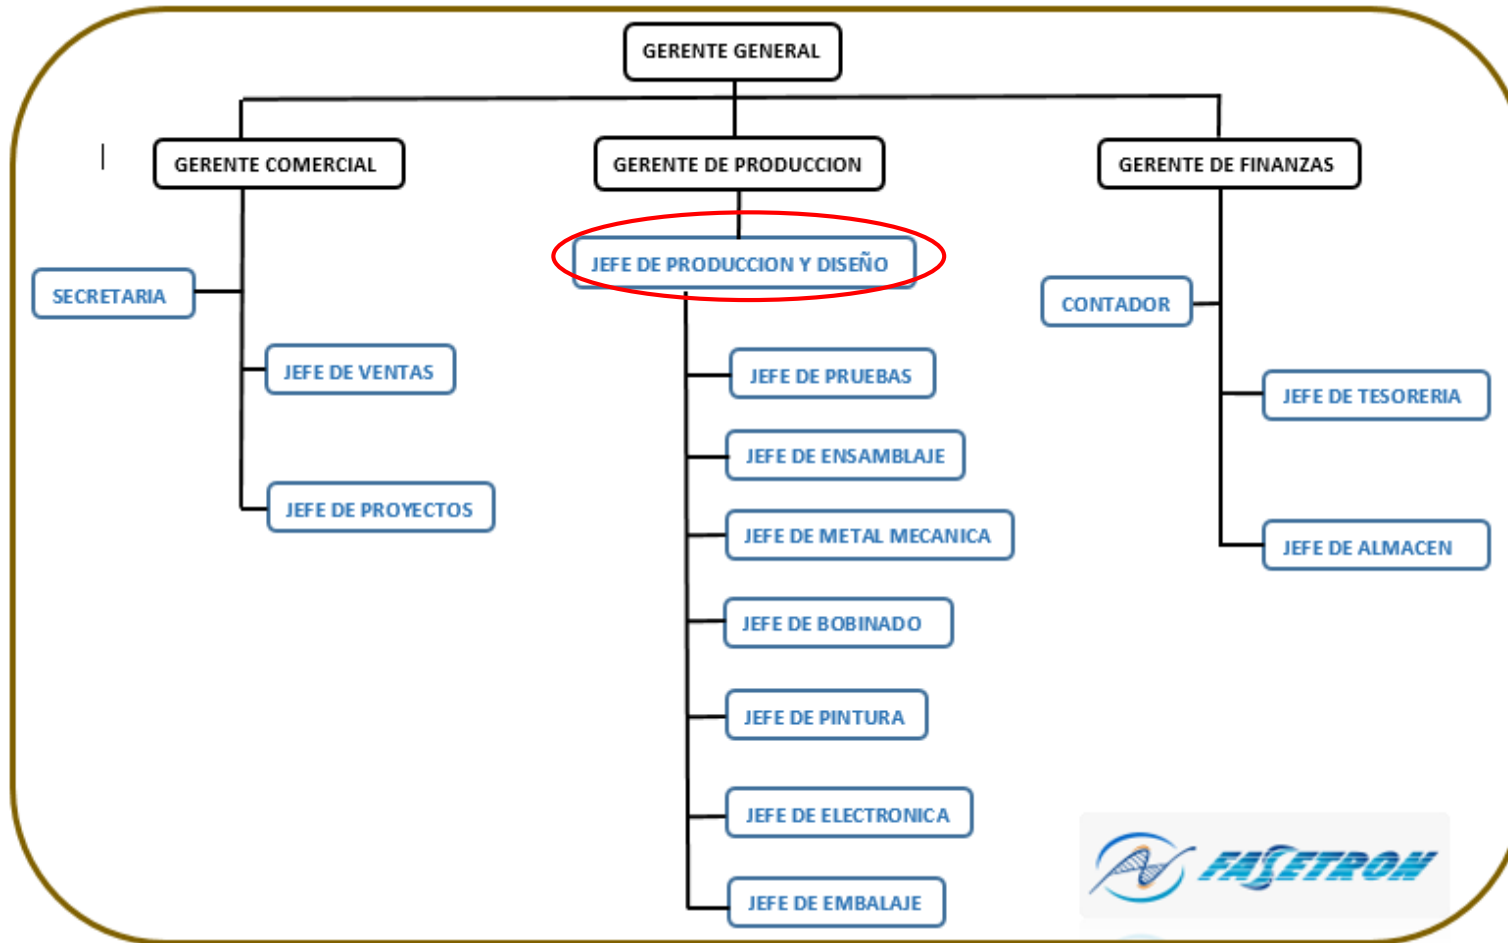 GERENTE GENERAL
GERENTE COMERCIAL
GERENTE DE PRODUCCION
GERENTE DE FINANZAS
JEFE DE PRODUCCION Y DISEÑO
SECRETARIA
CONTADOR
JEFE DE VENTAS
JEFE DE PRUEBAS
JEFE DE TESORERIA
JEFE DE ENSAMBLAJE
JEFE DE PROYECTOS
JEFE DE METAL MECANICA
JEFE DE ALMACEN
JEFE DE BOBINADO
JEFE DE PINTURA
JEFE DE ELECTRONICA
FASETRON
JEFE DE EMBALAJE